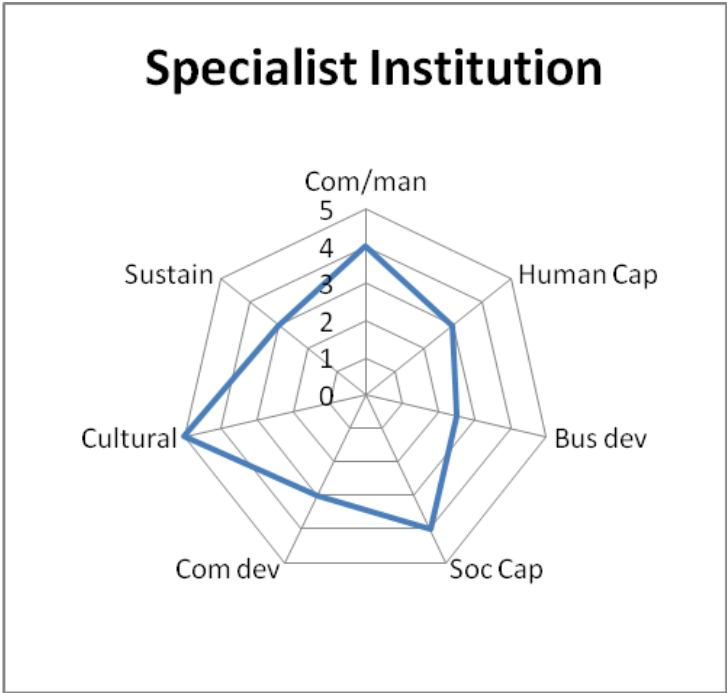 Specialist Institution
Com/man
5
4
3
2
1
0
Sustain
Human Cap
Cultural
Bus dev
Com dev
Soc Cap